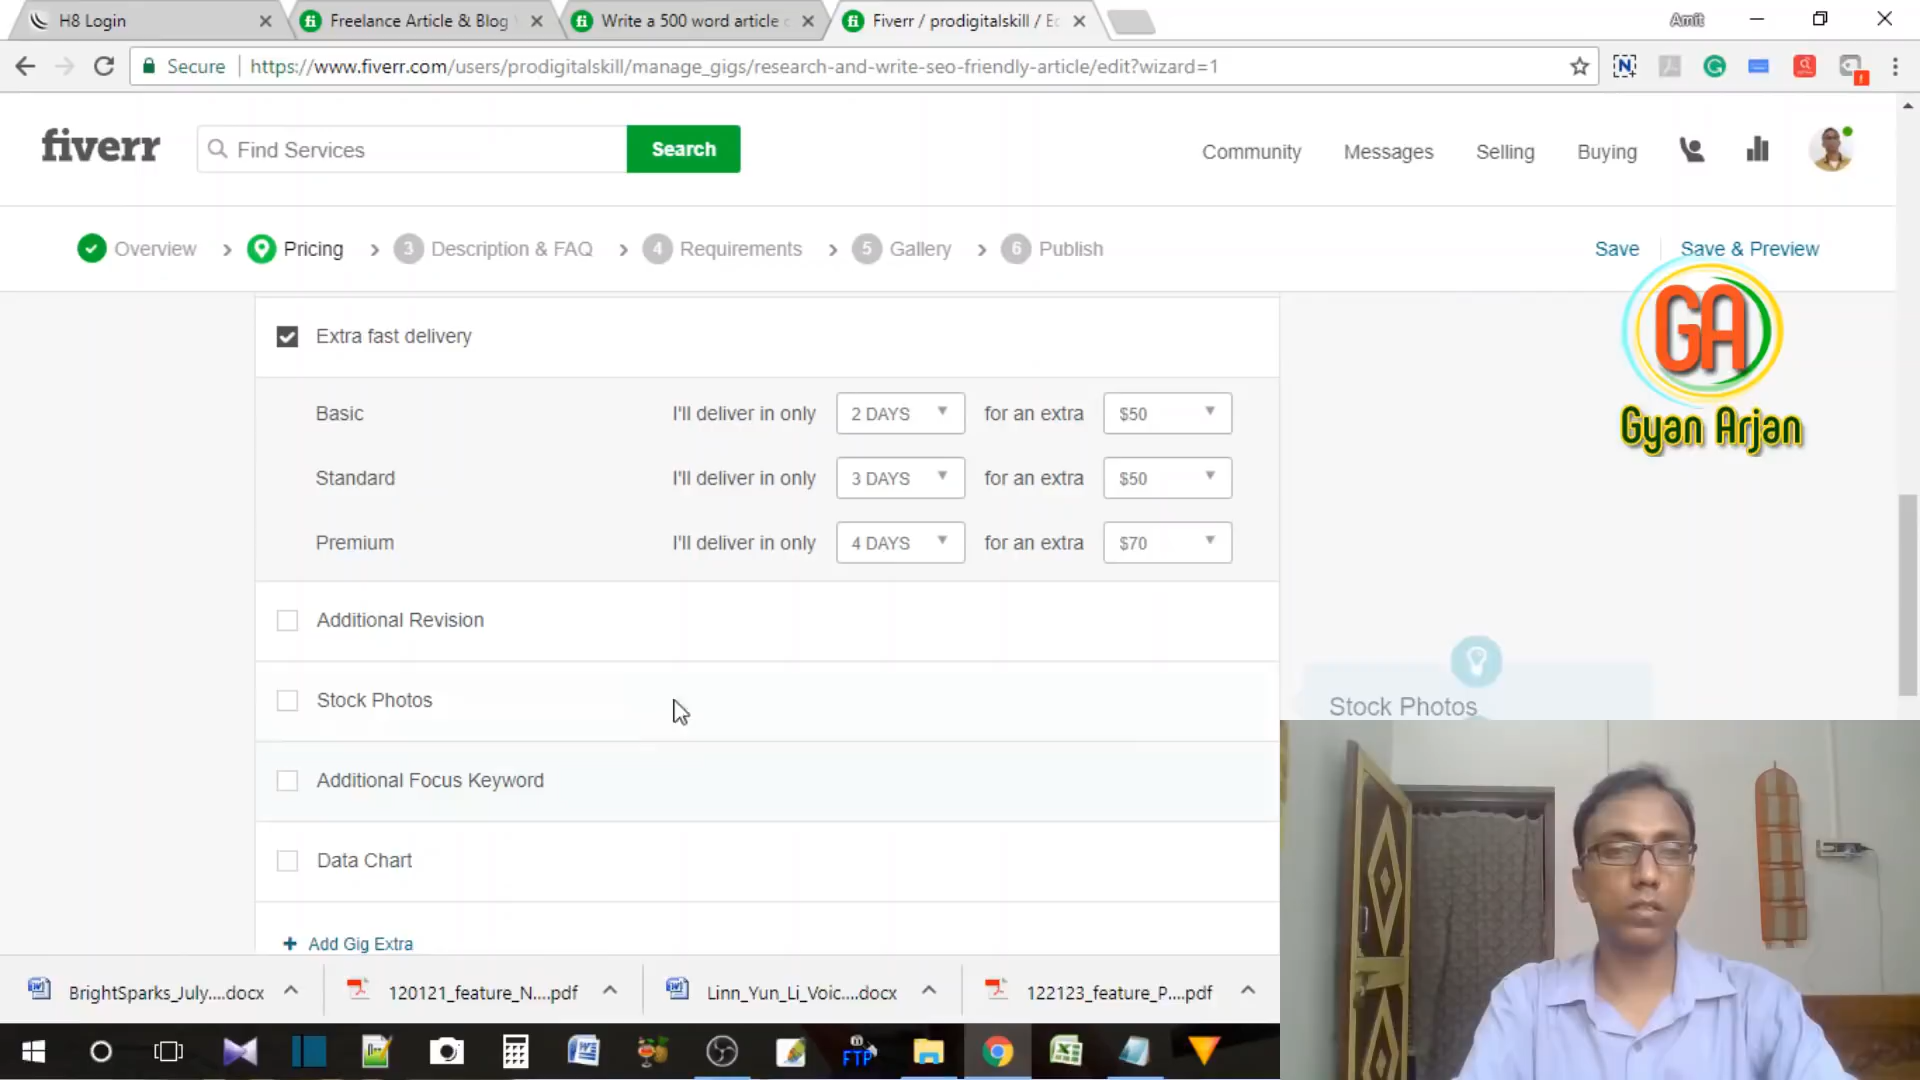 H8 Login
Freelance Article & Blog
Write a 500 word article
Fiverr / prodigitalskill / Ec
Amit
Secure
https://www.fiverr.com/users/prodigitalskill/manage_gigs/research-and-write-seo-friendly-article/edit?wizard=1
fiverr
Find Services
Search
Community
Messages
Selling
Buying
Overview
Pricing
3 Description & FAQ
4 Requirements
5 Gallery
6 Publish
Save
Save & Preview
GA
Gyan Arjan
Extra fast delivery
Basic I'll deliver in only 2 DAYS for an extra $50
Standard I'll deliver in only 3 DAYS for an extra $50
Premium I'll deliver in only 4 DAYS for an extra $70
Additional Revision
Stock Photos
Stock Photos
Additional Focus Keyword
Data Chart
+ Add Gig Extra
BrightSparks_July....docx
120121_feature_N....pdf
Linn_Yun_Li_Voic....docx
122123_feature_P....pdf
FTP